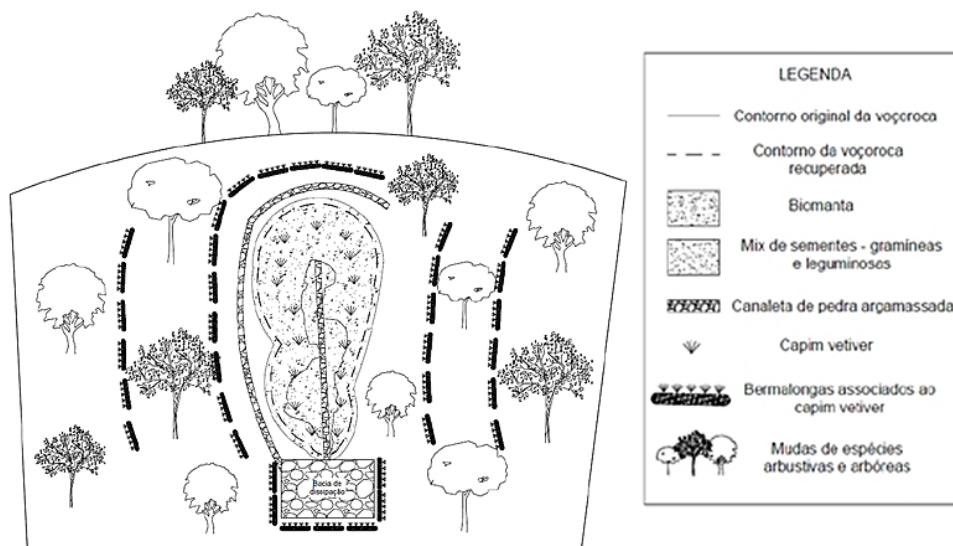 Bacia de
dissipação
LEGENDA
Contorno original da voçoroca
Contorno da voçoroca
recuperada
Biomanta
Mix de sementes - gramíneas
e leguminosas
Canaleta de pedra arçamassada
Capim vetiver
Bermalongas associados ao
capim vetiver
Mudas de espécies
arbustivas e arbóreas